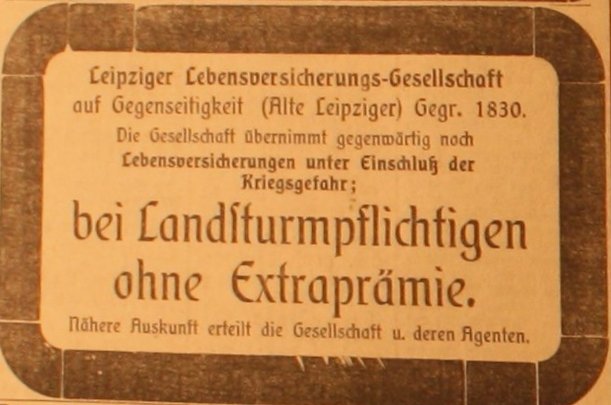 Leipziger Lebensversicherungs-Gesellschaft
auf Gegenseitigkeit (Alte Leipziger) Gegr. 1830.
Die Gesellschaft übernimmt gegenwärtig noch
Lebensversicherungen unter Einschluß der
Kriegsgefahr;
bei Landsturmpflichtigen
ohne Extraprämie.
Nähere Auskunft erteilt die Gesellschaft u. deren Agenten.